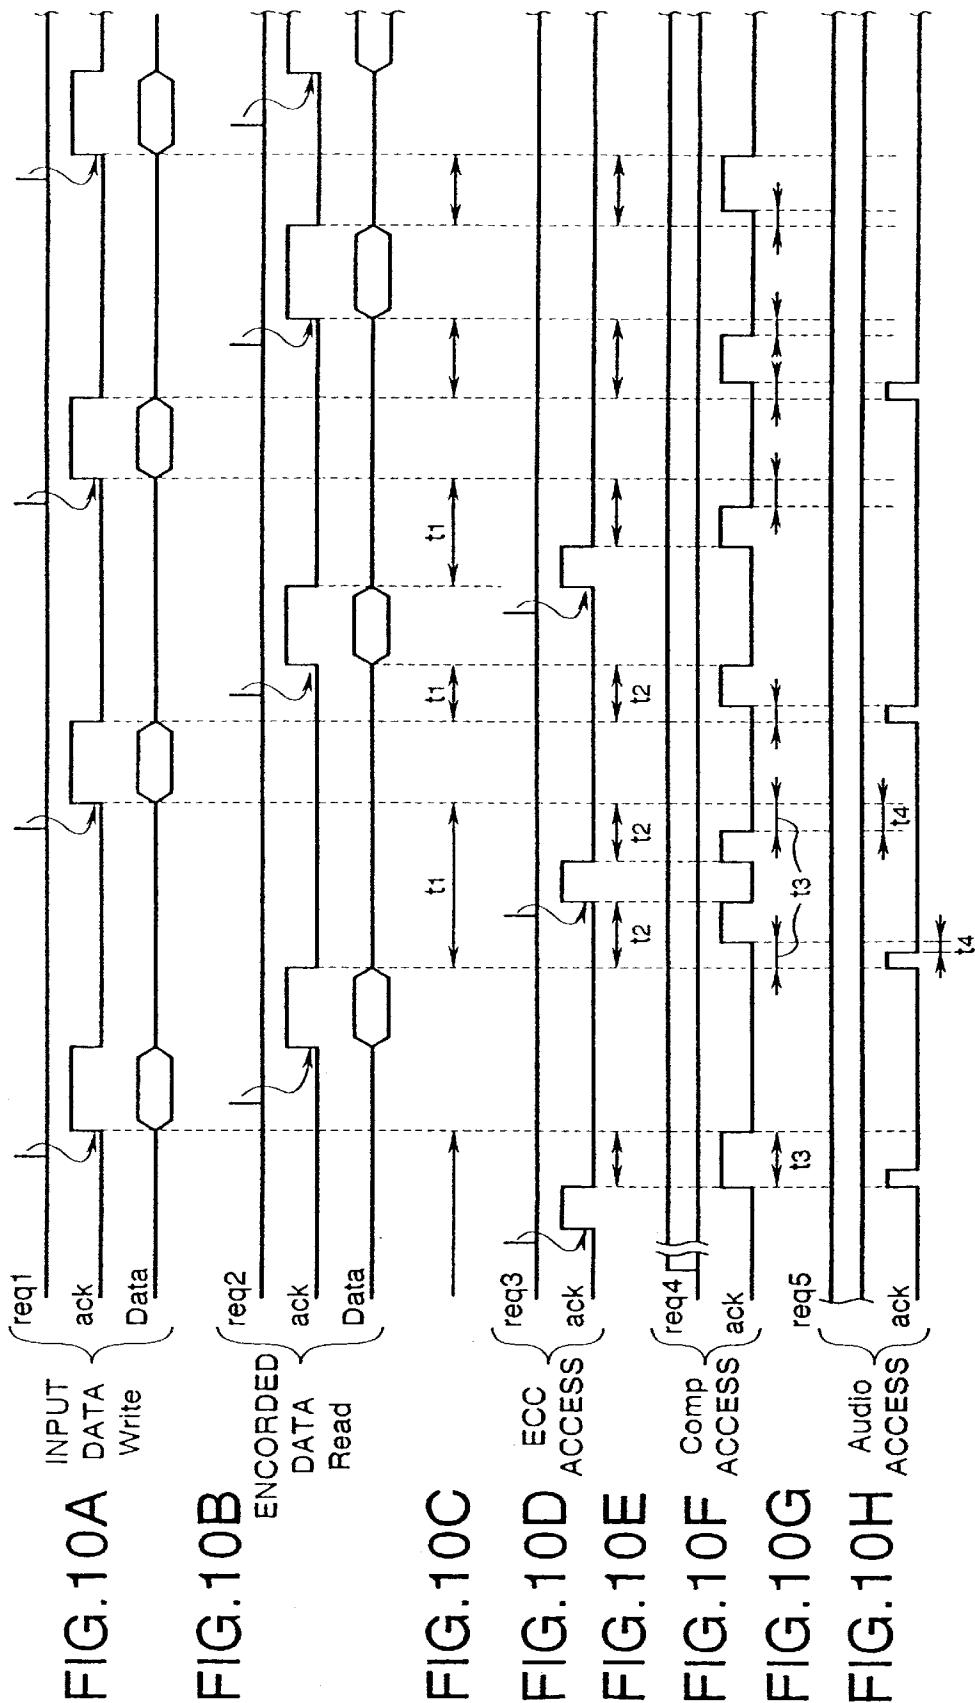 FIG.10A
INPUT
DATA
Write
req1
ack
Data
FIG.10B
ENCORDED
DATA
Read
req2
ack
Data
FIG.10C
t1
t1
t1
FIG.10D
ECC
ACCESS
req3
ack
FIG.10E
t2
t2
t2
FIG.10F
Comp
ACCESS
req4
ack
FIG.10G
t3
t3
FIG.10H
Audio
ACCESS
req5
ack
t4
t4